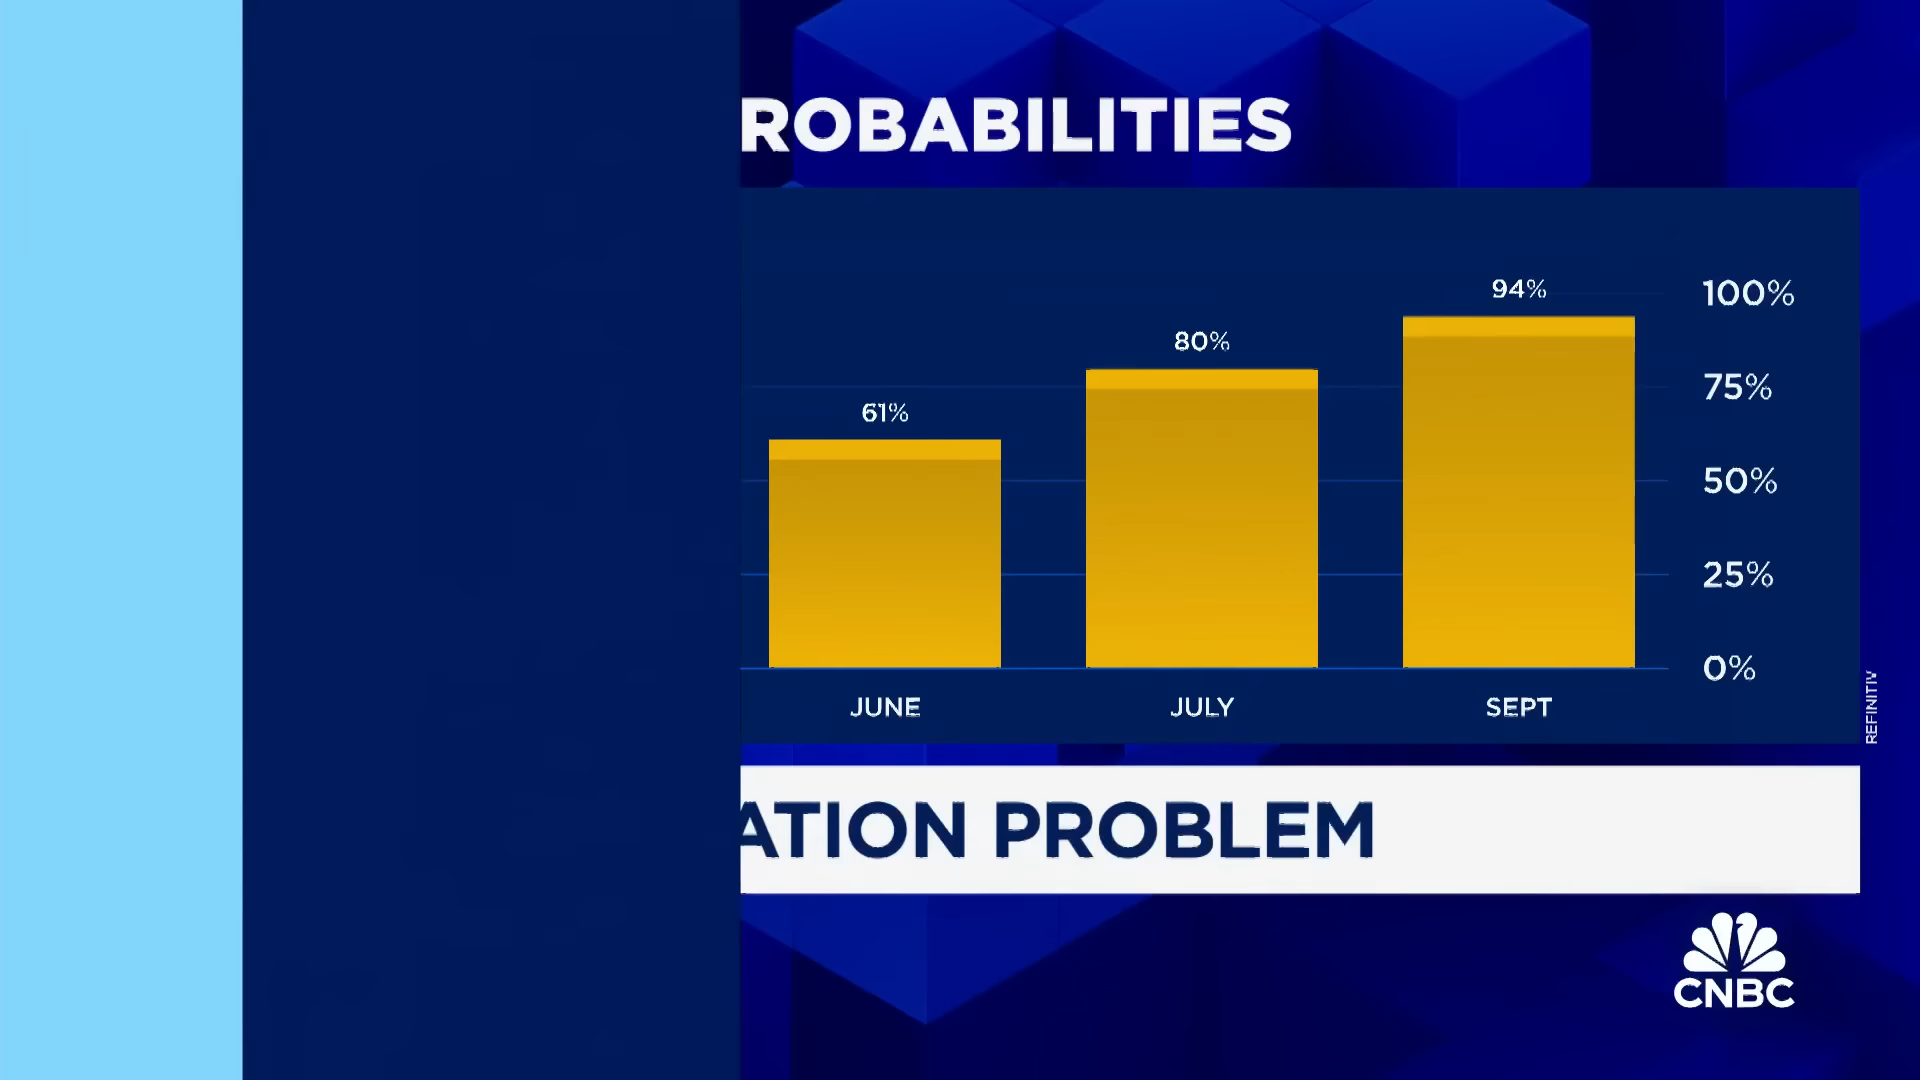 ROBABILITIES
94%
100%
80%
75%
61%
50%
25%
0%
JUNE
JULY
SEPT
REFINITIV
ATION PROBLEM
CNBC